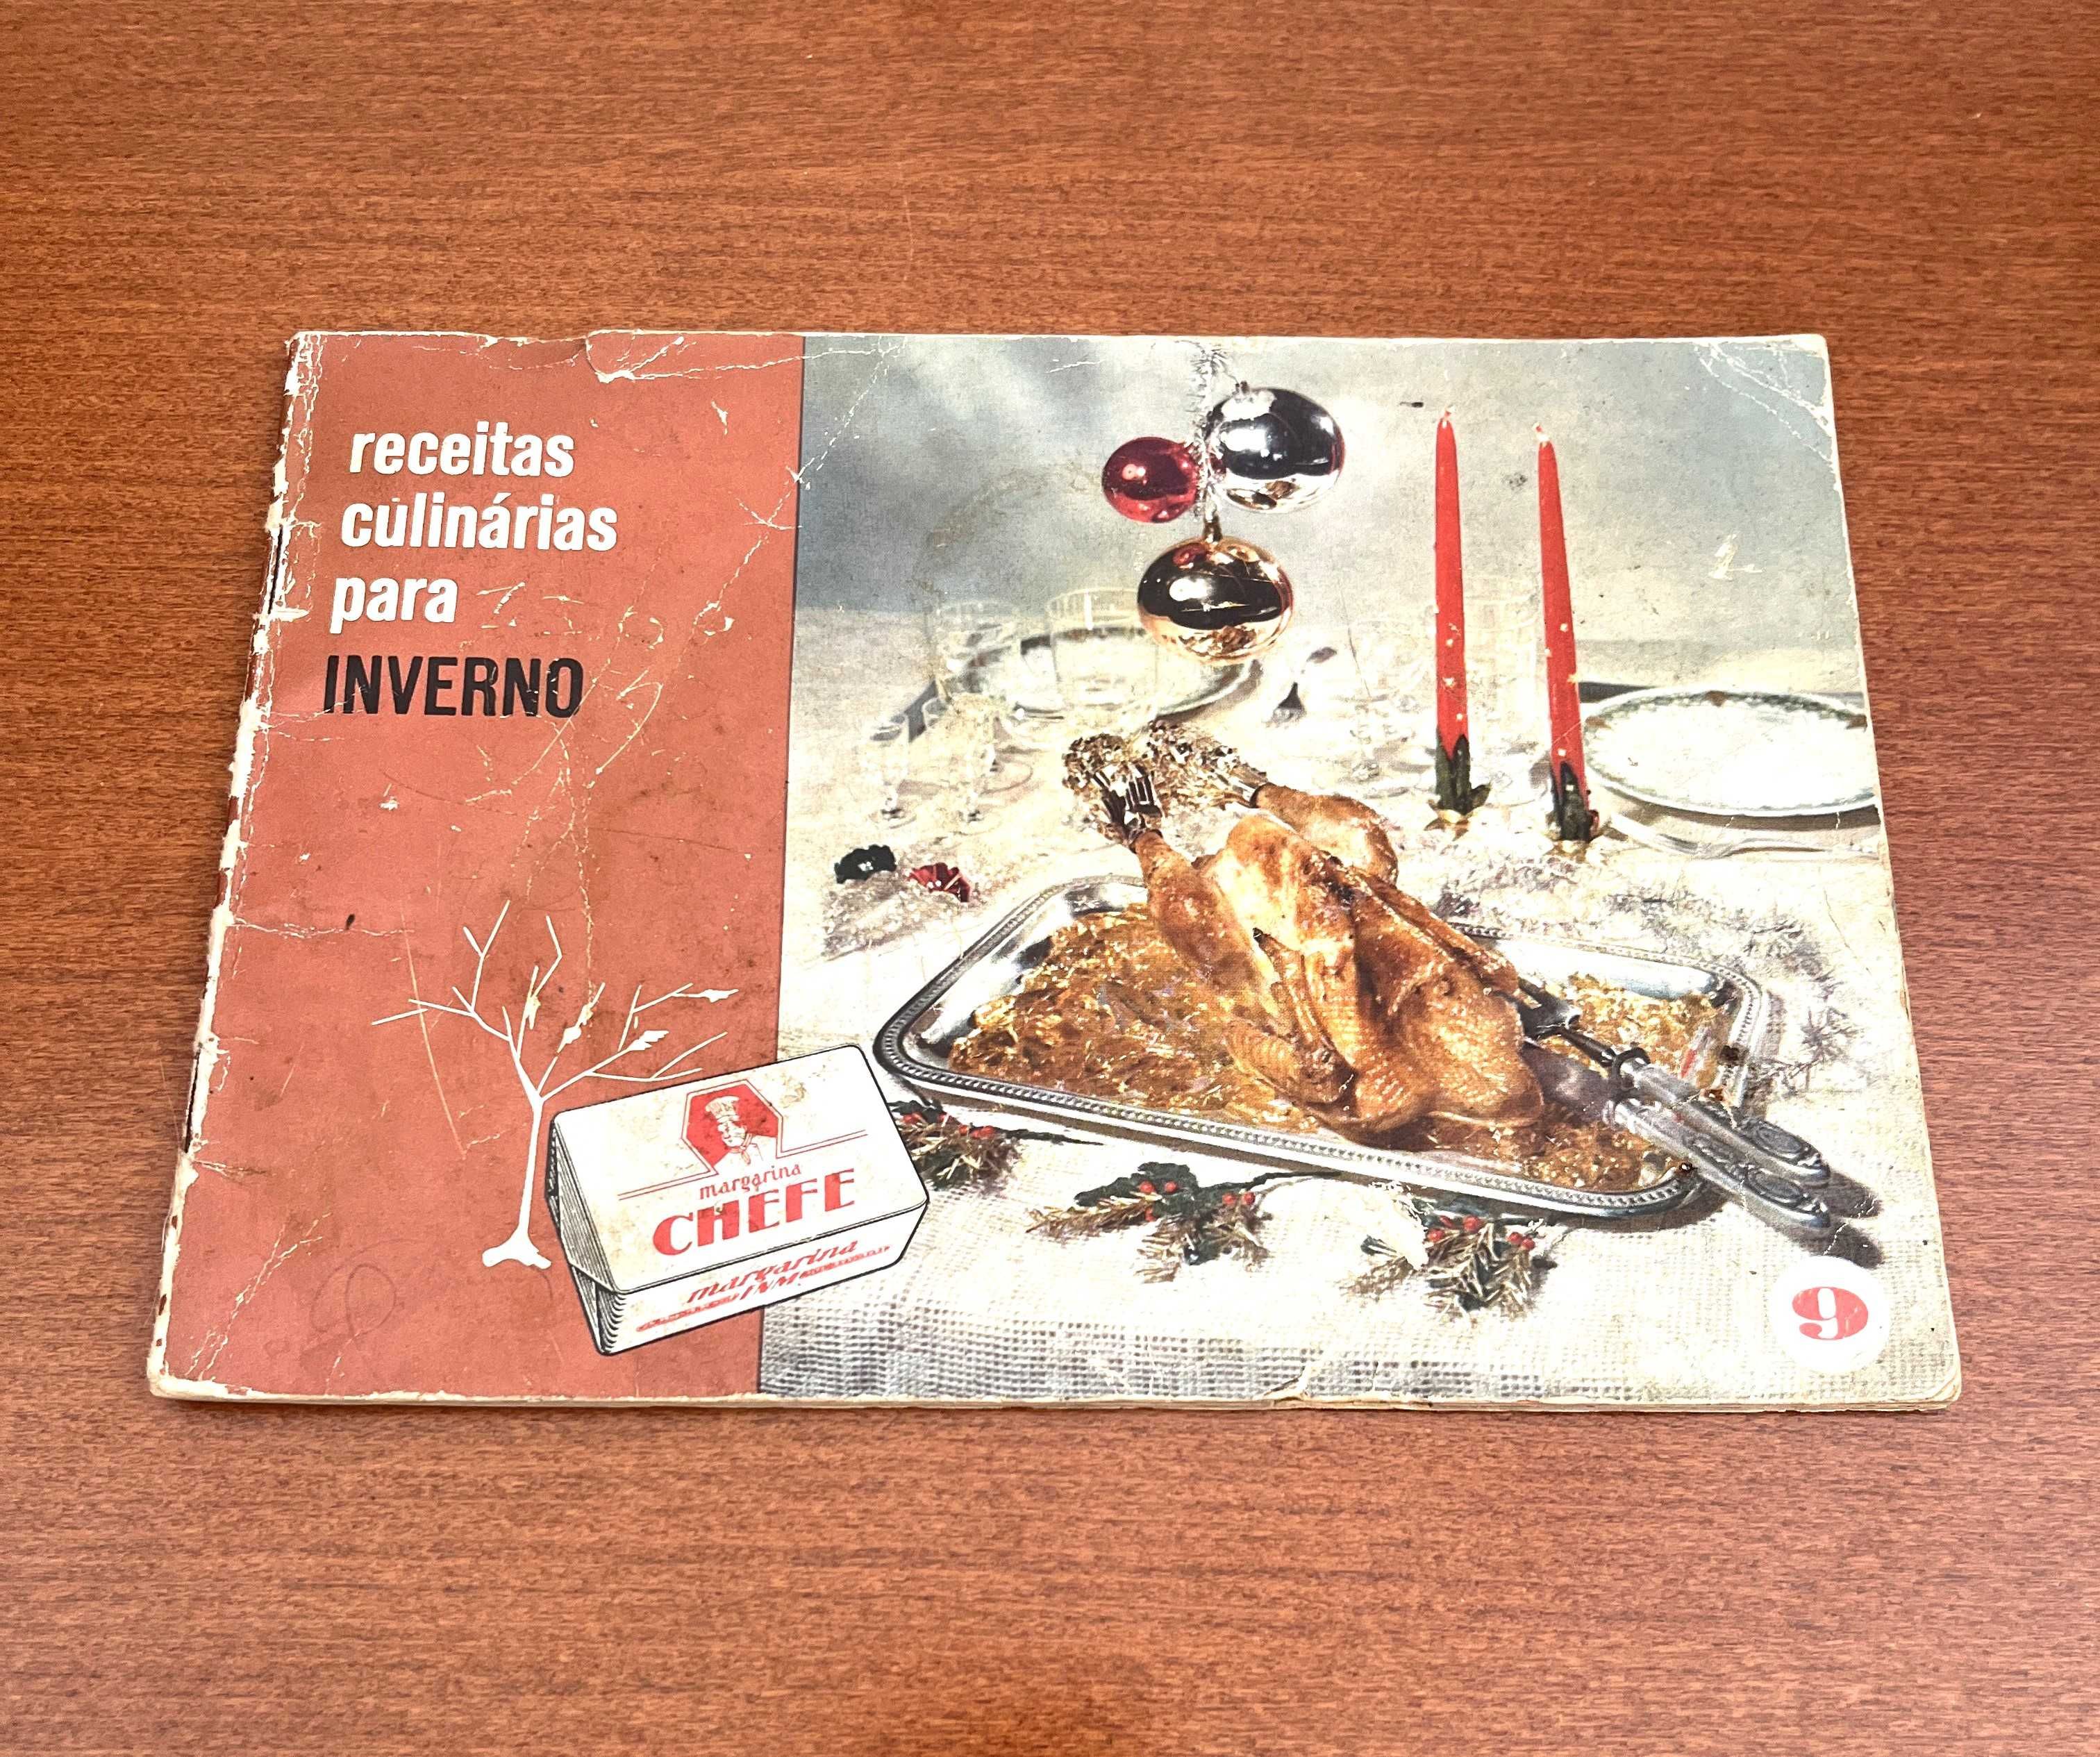 receitas
culinárias
para
INVERNO
margarina
CHEFE
margarina
9